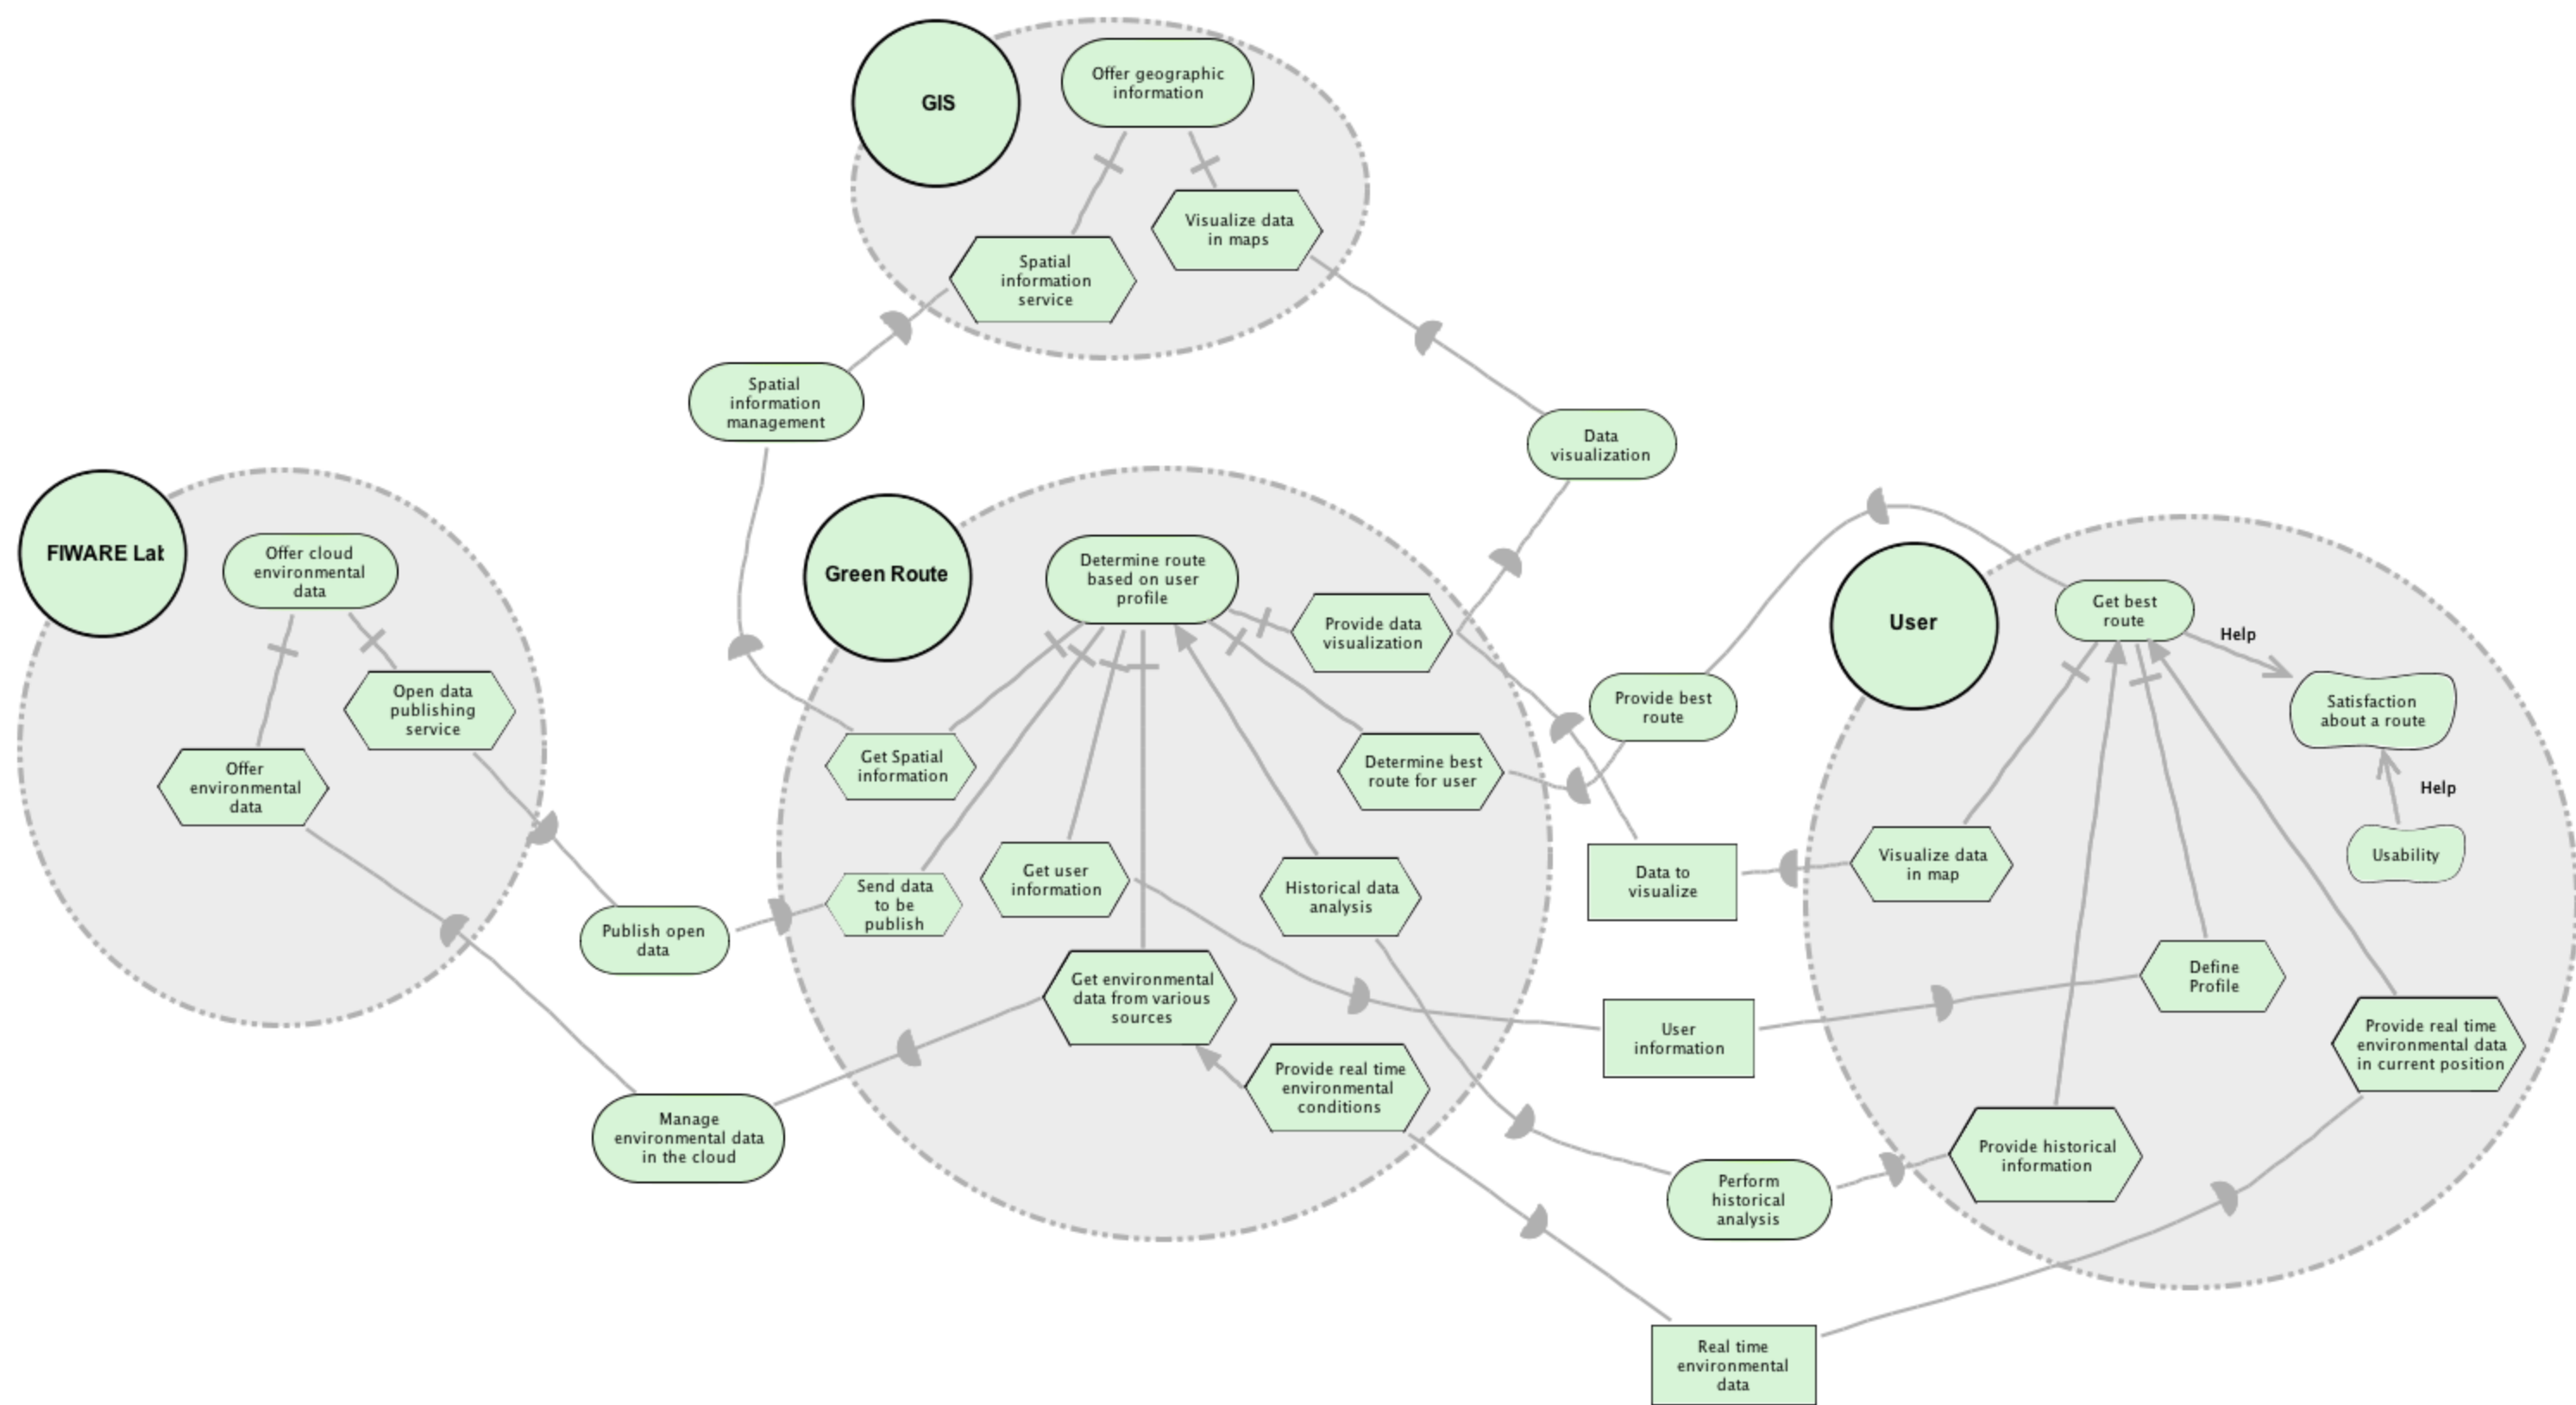 GIS
Offer geographic
information
Visualize data
in maps
Spatial
information
service
Spatial
information
management
Data
visualization
FIWARE Lab
Offer cloud
environmental
data
Open data
publishing
service
Offer
environmental
data
Green Route
Determine route
based on user
profile
Provide data
visualization
Get Spatial
information
Determine best
route for user
Send data
to be
publish
Get user
information
Historical data
analysis
Get environmental
data from various
sources
Provide real time
environmental
conditions
Publish open
data
Manage
environmental data
in the cloud
Provide best
route
Data to
visualize
User
information
Perform
historical
analysis
Real time
environmental
data
User
Get best
route
Help
Satisfaction
about a route
Help
Usability
Visualize data
in map
Define
Profile
Provide real time
environmental data
in current position
Provide historical
information